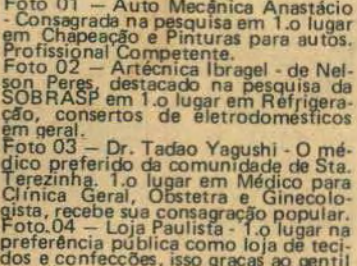 Foto 01 — Auto Mecânica Anastácio
- Consagrada na pesquisa em 1.o lugar
em Chapeação e Pinturas para autos.
Profissional Competente.
Foto 02 — Artécnica Ibragel - de Nel-
son Peres, destacado na pesquisa da
SOBRASP em 1.o lugar em Refrigera-
ção, consertos de eletrodomésticos
em geral.
Foto 03 — Dr. Tadao Yagushi - O mé-
dico preferido da comunidade de Sta.
Terezinha. 1.o lugar em Médico para
Clínica Geral, Obstetra e Ginecolo-
gista, recebe sua consagração popular.
Foto.04 — Loja Paulista - 1.o lugar na
preferência pública como loja de teci-
dos e confecções, isso graças ao gentil